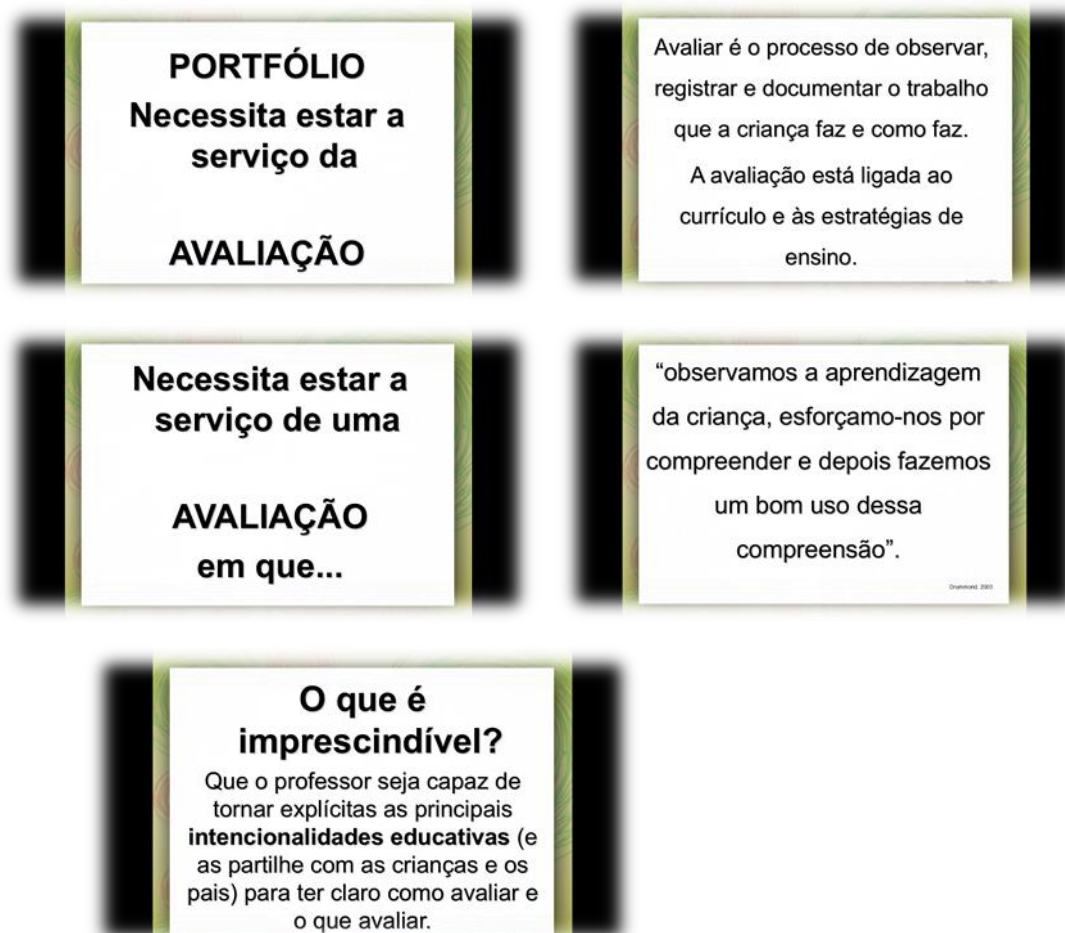 PORTFÓLIO
Necessita estar a
serviço da
AVALIAÇÃO
Avaliar é o processo de observar,
registrar e documentar o trabalho
que a criança faz e como faz.
A avaliação está ligada ao
currículo e às estratégias de
ensino.
Necessita estar a
serviço de uma
AVALIAÇÃO
em que...
“observamos a aprendizagem
da criança, esforçamo-nos por
compreender e depois fazemos
um bom uso dessa
compreensão”.
Drummond, 2003
O que é
imprescindível?
Que o professor seja capaz de
tornar explícitas as principais
intencionalidades educativas (e
as partilhe com as crianças e os
pais) para ter claro como avaliar e
o que avaliar.